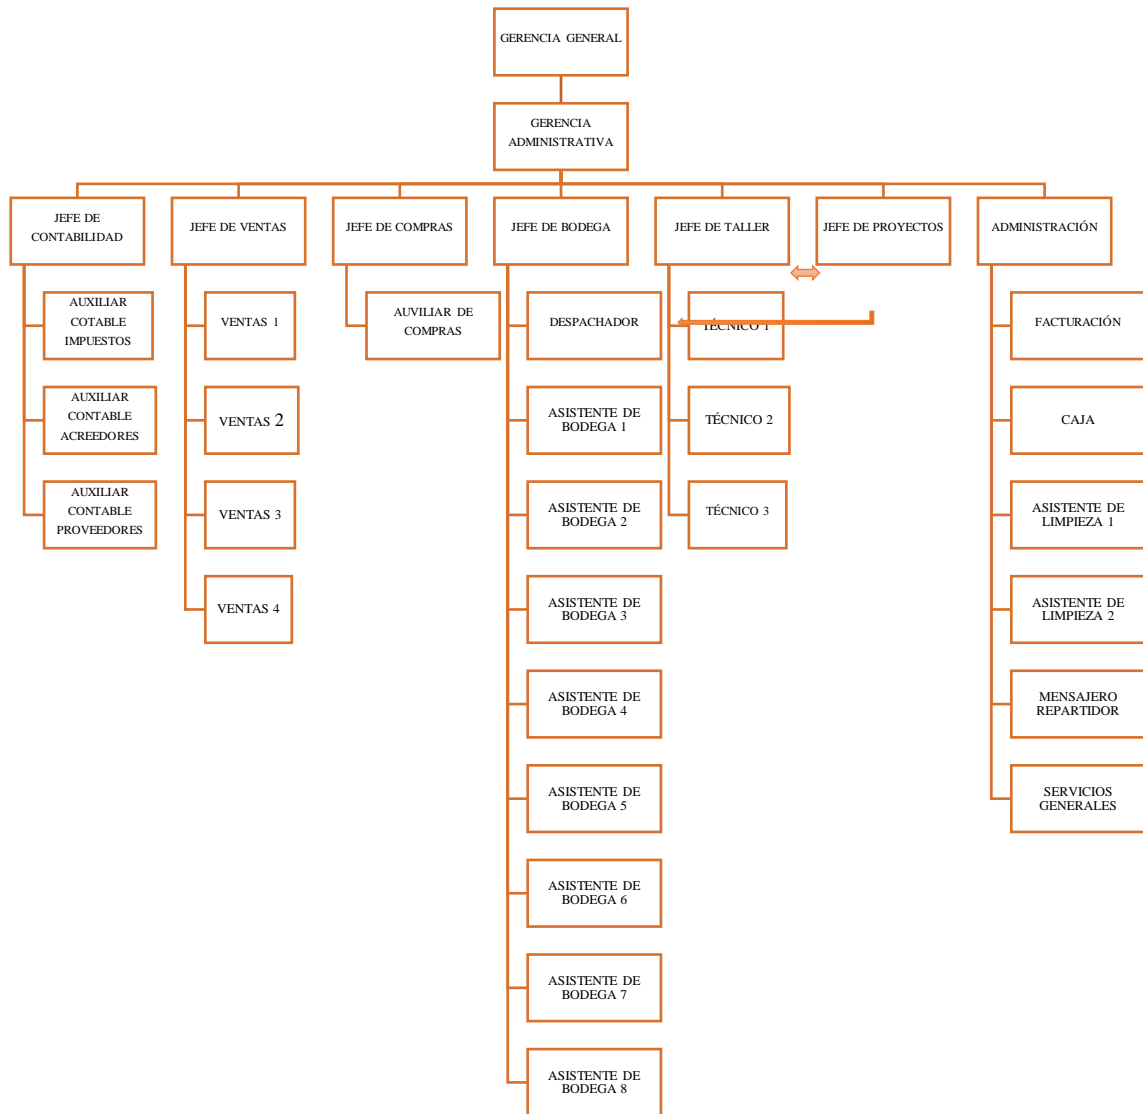 GERENCIA GENERAL
GERENCIA
ADMINISTRATIVA
JEFE DE
CONTABILIDAD
JEFE DE VENTAS
JEFE DE COMPRAS
JEFE DE BODEGA
JEFE DE TALLER
JEFE DE PROYECTOS
ADMINISTRACIÓN
AUXILIAR
COTABLE
IMPUESTOS
AUXILIAR
CONTABLE
ACREEDORES
AUXILIAR
CONTABLE
PROVEEDORES
VENTAS 1
VENTAS 2
VENTAS 3
VENTAS 4
AUVILIAR DE
COMPRAS
DESPACHADOR
ASISTENTE DE
BODEGA 1
ASISTENTE DE
BODEGA 2
ASISTENTE DE
BODEGA 3
ASISTENTE DE
BODEGA 4
ASISTENTE DE
BODEGA 5
ASISTENTE DE
BODEGA 6
ASISTENTE DE
BODEGA 7
ASISTENTE DE
BODEGA 8
TÉCNICO 1
TÉCNICO 2
TÉCNICO 3
FACTURACIÓN
CAJA
ASISTENTE DE
LIMPIEZA 1
ASISTENTE DE
LIMPIEZA 2
MENSAJERO
REPARTIDOR
SERVICIOS
GENERALES